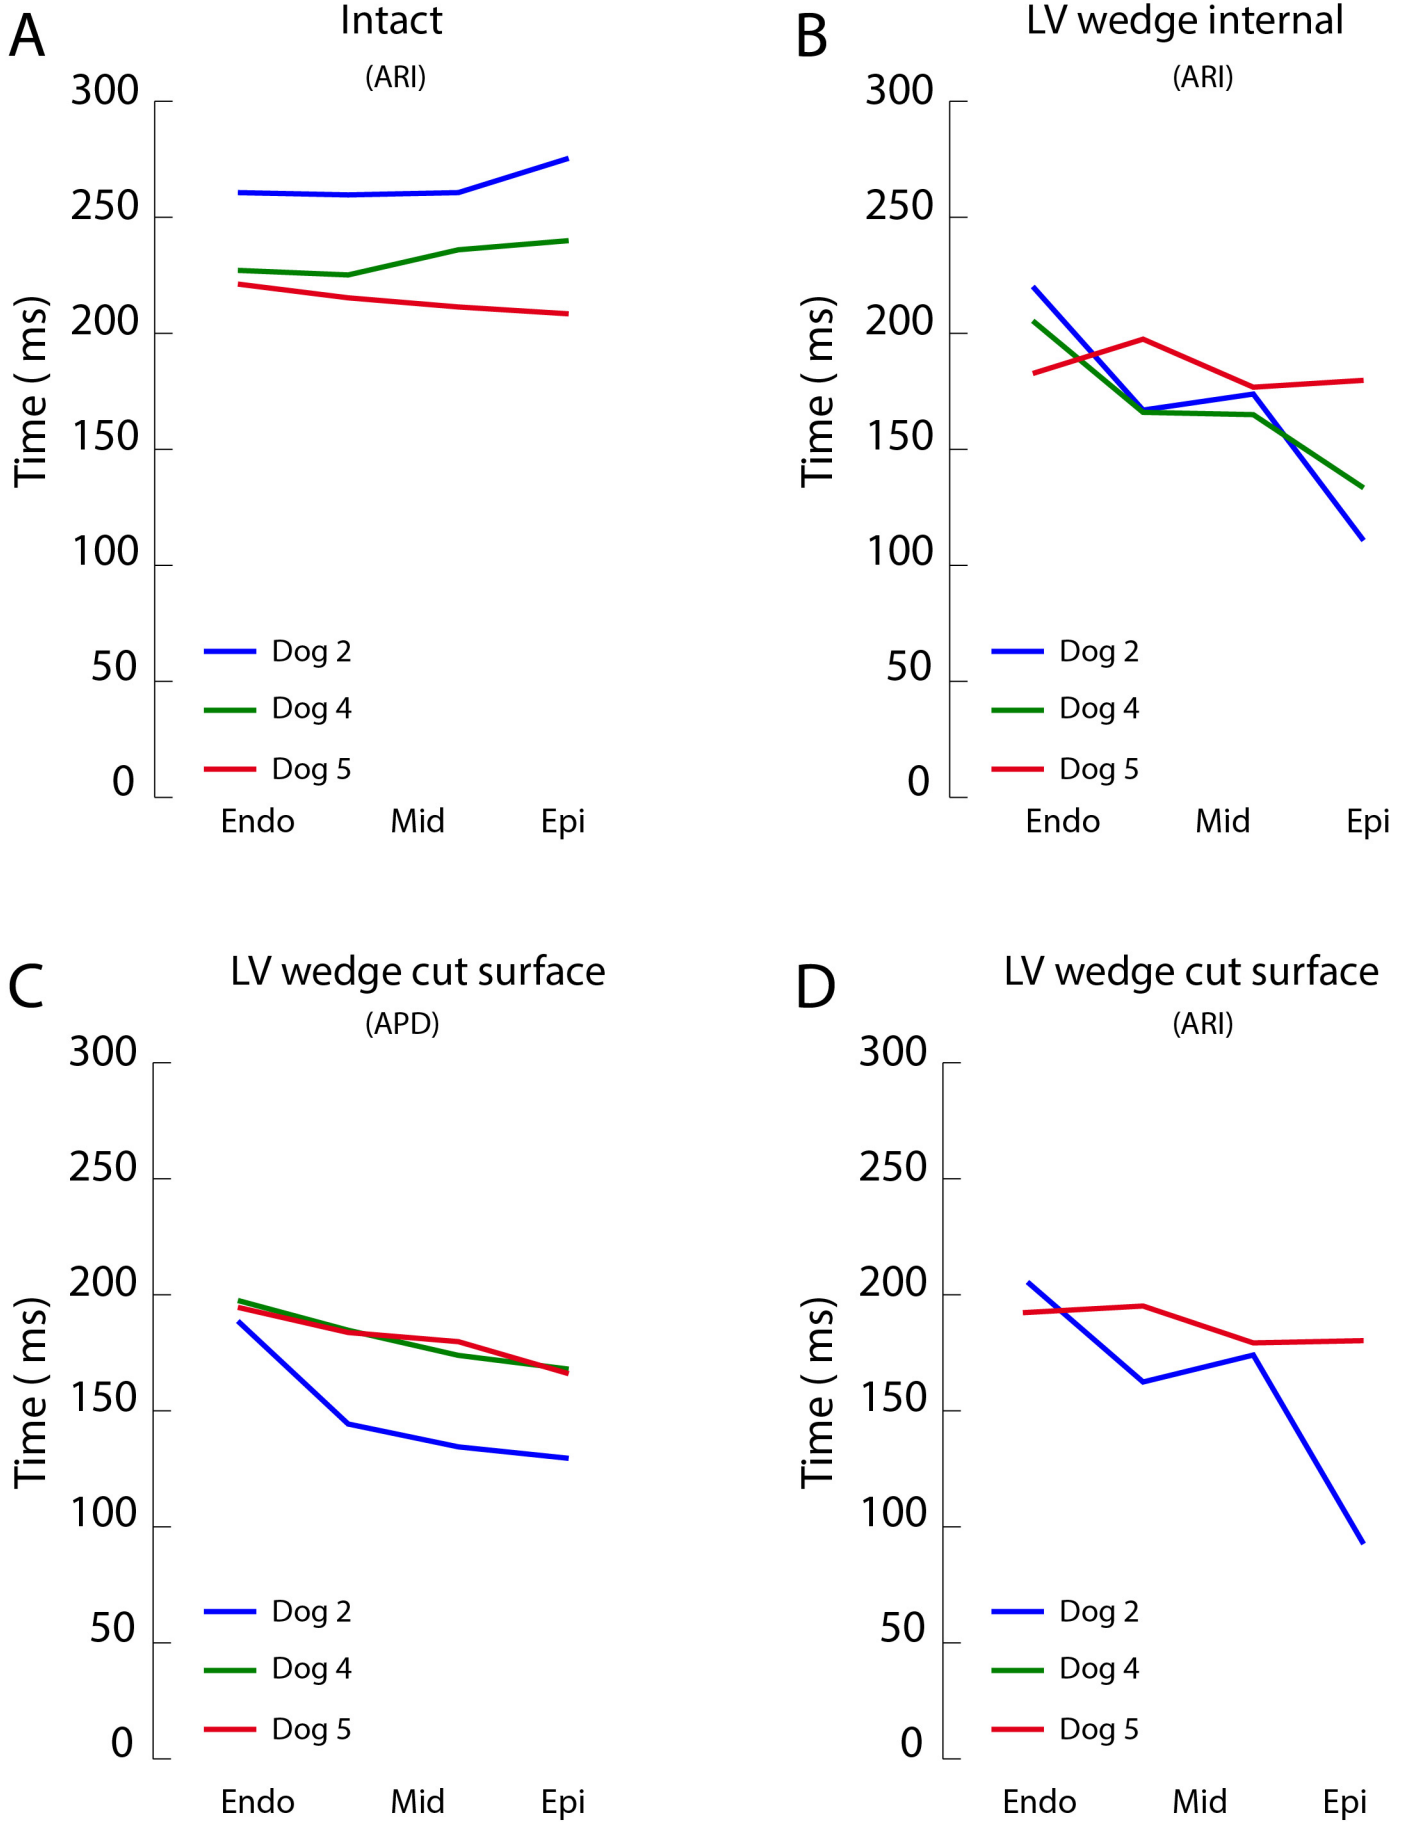 A
Intact
(ARI)
300
250
200
150
100
50
0
Time ( ms)
Dog 2
Dog 4
Dog 5
Endo Mid Epi
B
LV wedge internal
(ARI)
300
250
200
150
100
50
0
Time ( ms)
Dog 2
Dog 4
Dog 5
Endo Mid Epi
C
LV wedge cut surface
(APD)
300
250
200
150
100
50
0
Time ( ms)
Dog 2
Dog 4
Dog 5
Endo Mid Epi
D
LV wedge cut surface
(ARI)
300
250
200
150
100
50
0
Time ( ms)
Dog 2
Dog 4
Dog 5
Endo Mid Epi